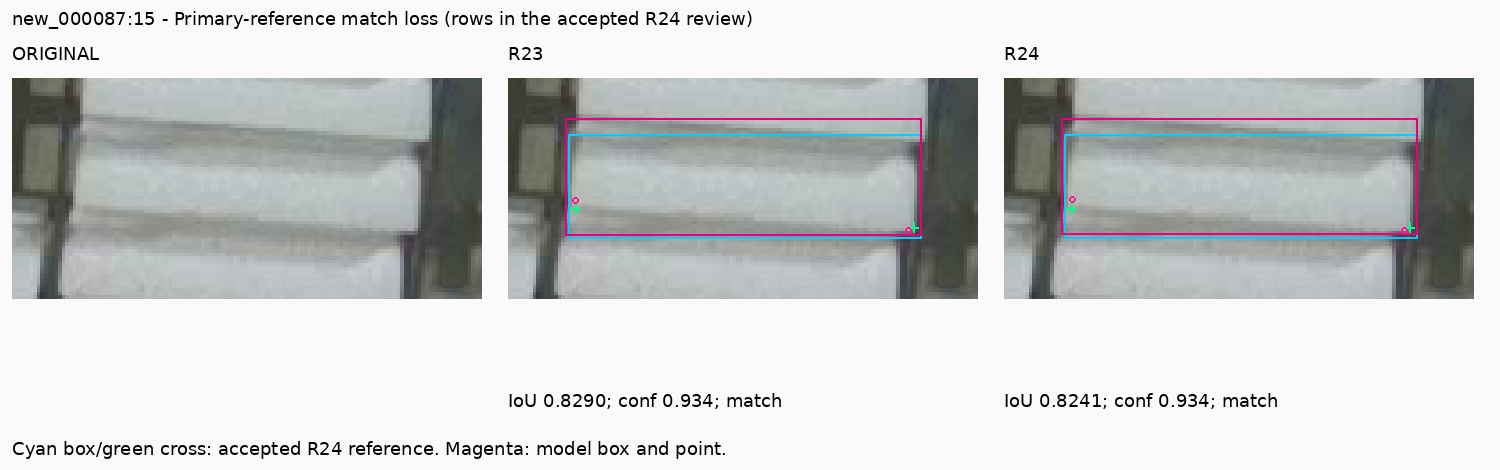 new_000087:15 - Primary-reference match loss (rows in the accepted R24 review)
ORIGINAL
R23
R24
IoU 0.8290; conf 0.934; match
IoU 0.8241; conf 0.934; match
Cyan box/green cross: accepted R24 reference. Magenta: model box and point.